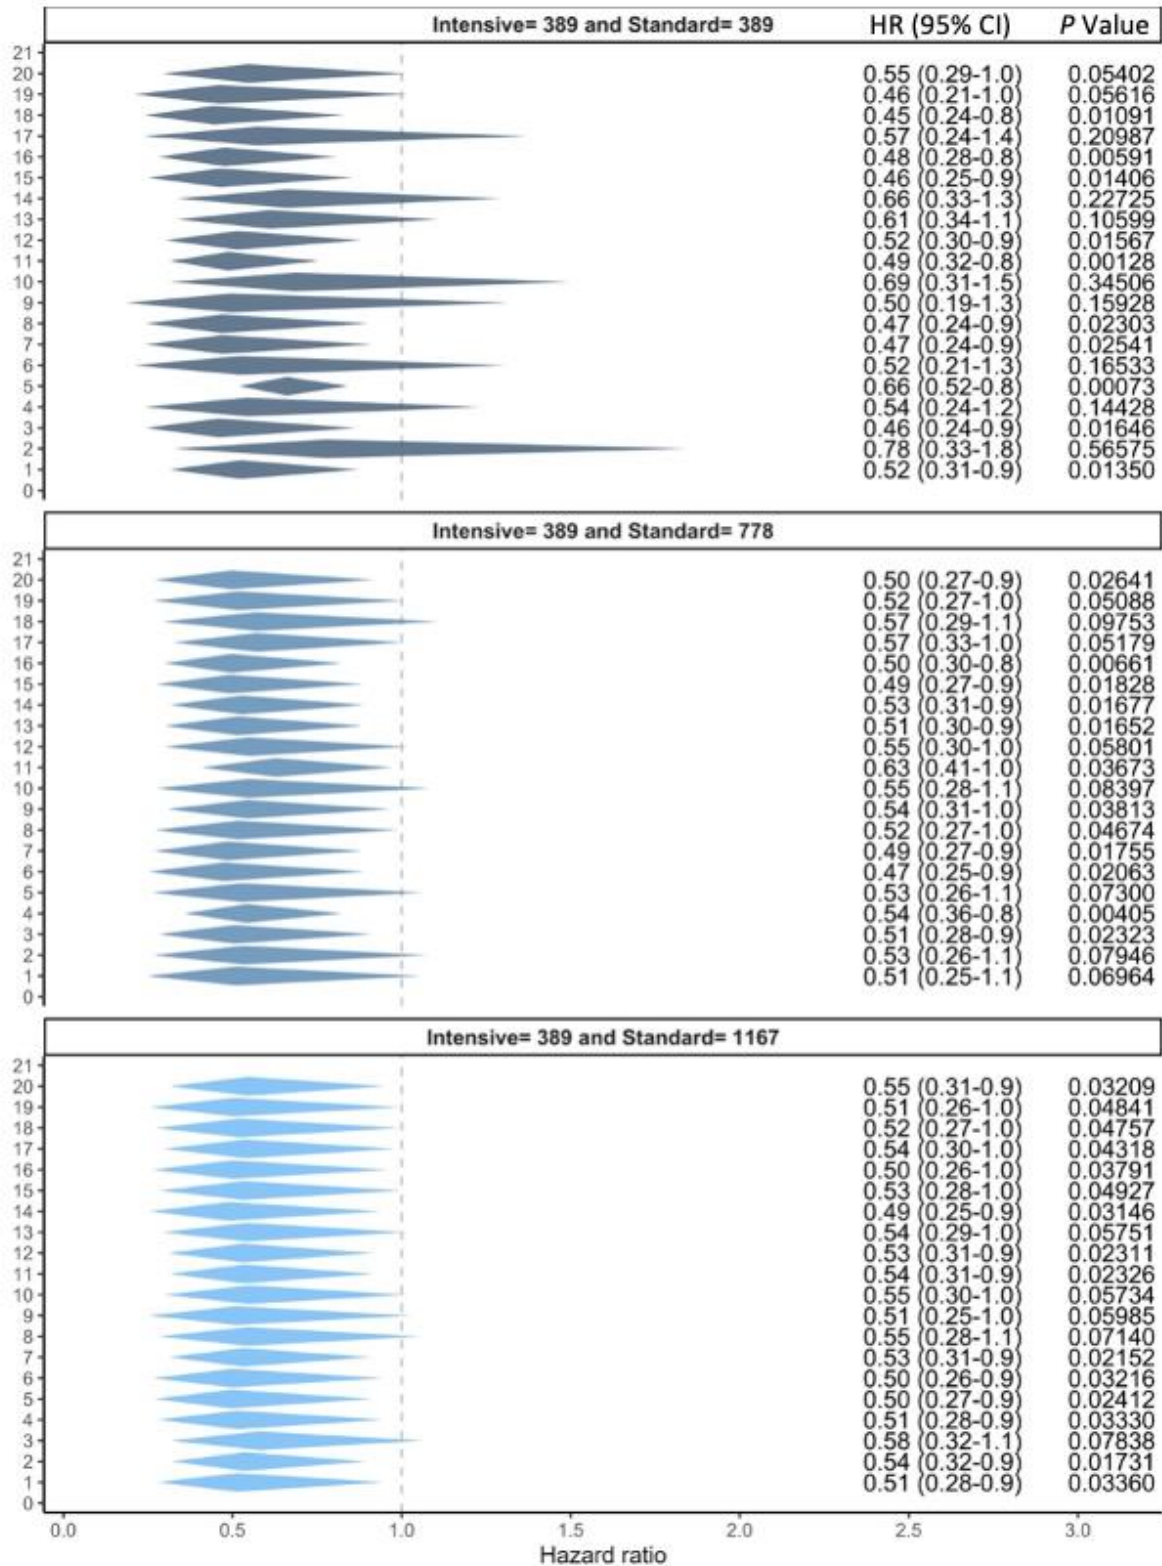 Intensive= 389 and Standard= 389 HR (95% CI) P Value
21
20 0.55 (0.29-1.0) 0.05402
19 0.46 (0.21-1.0) 0.05616
18 0.45 (0.24-0.8) 0.01091
17 0.57 (0.24-1.4) 0.20987
16 0.48 (0.28-0.8) 0.00591
15 0.46 (0.25-0.9) 0.01406
14 0.66 (0.33-1.3) 0.22725
13 0.61 (0.34-1.1) 0.10599
12 0.52 (0.30-0.9) 0.01567
11 0.49 (0.32-0.8) 0.00128
10 0.69 (0.31-1.5) 0.34506
9 0.50 (0.19-1.3) 0.15928
8 0.47 (0.24-0.9) 0.02303
7 0.47 (0.24-0.9) 0.02541
6 0.52 (0.21-1.3) 0.16533
5 0.66 (0.52-0.8) 0.00073
4 0.54 (0.24-1.2) 0.14428
3 0.46 (0.24-0.9) 0.01646
2 0.78 (0.33-1.8) 0.56575
1 0.52 (0.31-0.9) 0.01350
0
Intensive= 389 and Standard= 778
21
20 0.50 (0.27-0.9) 0.02641
19 0.52 (0.27-1.0) 0.05088
18 0.57 (0.29-1.1) 0.09753
17 0.57 (0.33-1.0) 0.05179
16 0.50 (0.30-0.8) 0.00661
15 0.49 (0.27-0.9) 0.01828
14 0.53 (0.31-0.9) 0.01677
13 0.51 (0.30-0.9) 0.01652
12 0.55 (0.30-1.0) 0.05801
11 0.63 (0.41-1.0) 0.03673
10 0.55 (0.28-1.1) 0.08397
9 0.54 (0.31-1.0) 0.03813
8 0.52 (0.27-1.0) 0.04674
7 0.49 (0.27-0.9) 0.01755
6 0.47 (0.25-0.9) 0.02063
5 0.53 (0.26-1.1) 0.07300
4 0.54 (0.36-0.8) 0.00405
3 0.51 (0.28-0.9) 0.02323
2 0.53 (0.26-1.1) 0.07946
1 0.51 (0.25-1.1) 0.06964
0
Intensive= 389 and Standard= 1167
21
20 0.55 (0.31-0.9) 0.03209
19 0.51 (0.26-1.0) 0.04841
18 0.52 (0.27-1.0) 0.04757
17 0.54 (0.30-1.0) 0.04318
16 0.50 (0.26-1.0) 0.03791
15 0.53 (0.28-1.0) 0.04927
14 0.49 (0.25-0.9) 0.03146
13 0.54 (0.29-1.0) 0.05751
12 0.53 (0.31-0.9) 0.02311
11 0.54 (0.31-0.9) 0.02326
10 0.55 (0.30-1.0) 0.05734
9 0.51 (0.25-1.0) 0.05985
8 0.55 (0.28-1.1) 0.07140
7 0.53 (0.31-0.9) 0.02152
6 0.50 (0.26-0.9) 0.03216
5 0.50 (0.27-0.9) 0.02412
4 0.51 (0.28-0.9) 0.03330
3 0.58 (0.32-1.1) 0.07838
2 0.54 (0.32-0.9) 0.01731
1 0.51 (0.28-0.9) 0.03360
0
0.0 0.5 1.0 1.5 2.0 2.5 3.0
Hazard ratio